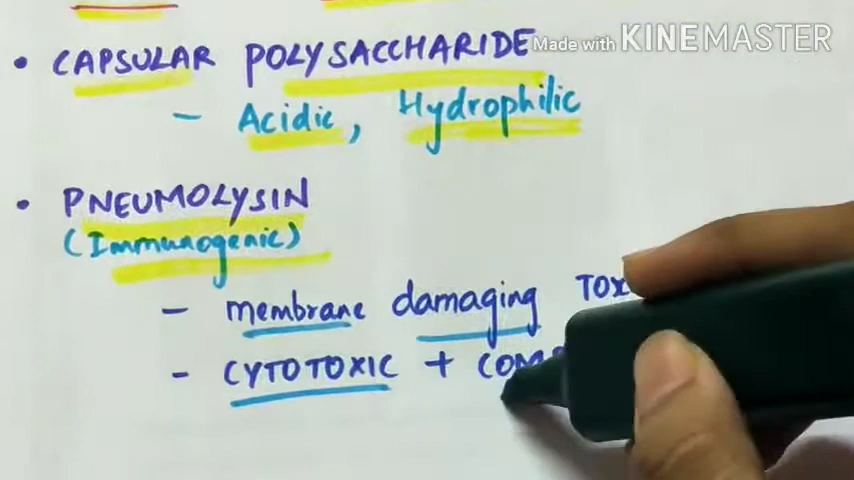 Made with KINEMASTER
• CAPSULAR POLYSACCHARIDE
- Acidic, Hydrophilic
• PNEUMOLYSIN
(Immunogenic)
- membrane damaging
- CYTOTOXIC +